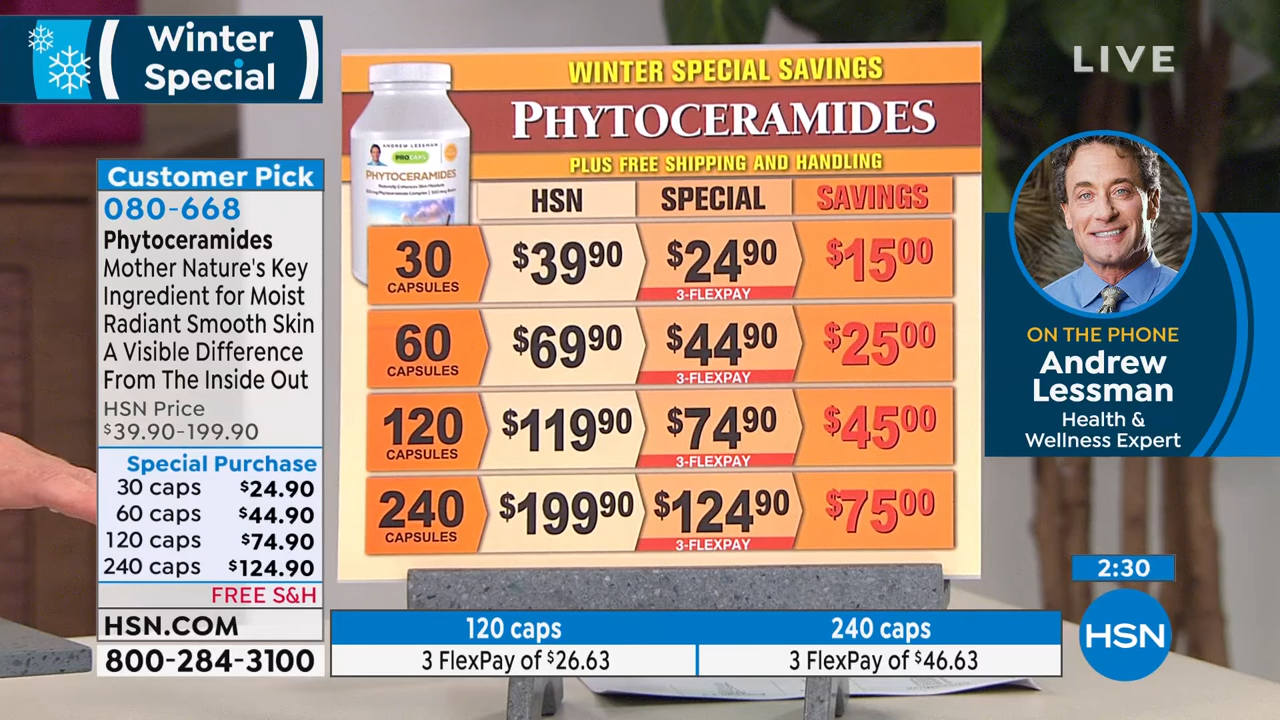 Winter
Special
LIVE
Customer Pick
080-668
Phytoceramides
Mother Nature's Key
Ingredient for Moist
Radiant Smooth Skin
A Visible Difference
From The Inside Out
HSN Price
$39.90-199.90
Special Purchase
30 caps $24.90
60 caps $44.90
120 caps $74.90
240 caps $124.90
FREE S&H
HSN.COM
800-284-3100
WINTER SPECIAL SAVINGS
PHYTOCERAMIDES
PLUS FREE SHIPPING AND HANDLING
ANDREW LESSMAN
PROCAPS
PHYTOCERAMIDES
Naturally Enhances Skin Moisture
HSN SPECIAL SAVINGS
30 CAPSULES $39.90 $24.90 3-FLEXPAY $15.00
60 CAPSULES $69.90 $44.90 3-FLEXPAY $25.00
120 CAPSULES $119.90 $74.90 3-FLEXPAY $45.00
240 CAPSULES $199.90 $124.90 3-FLEXPAY $75.00
ON THE PHONE
Andrew
Lessman
Health &
Wellness Expert
2:30
HSN
120 caps 240 caps
3 FlexPay of $26.63 3 FlexPay of $46.63